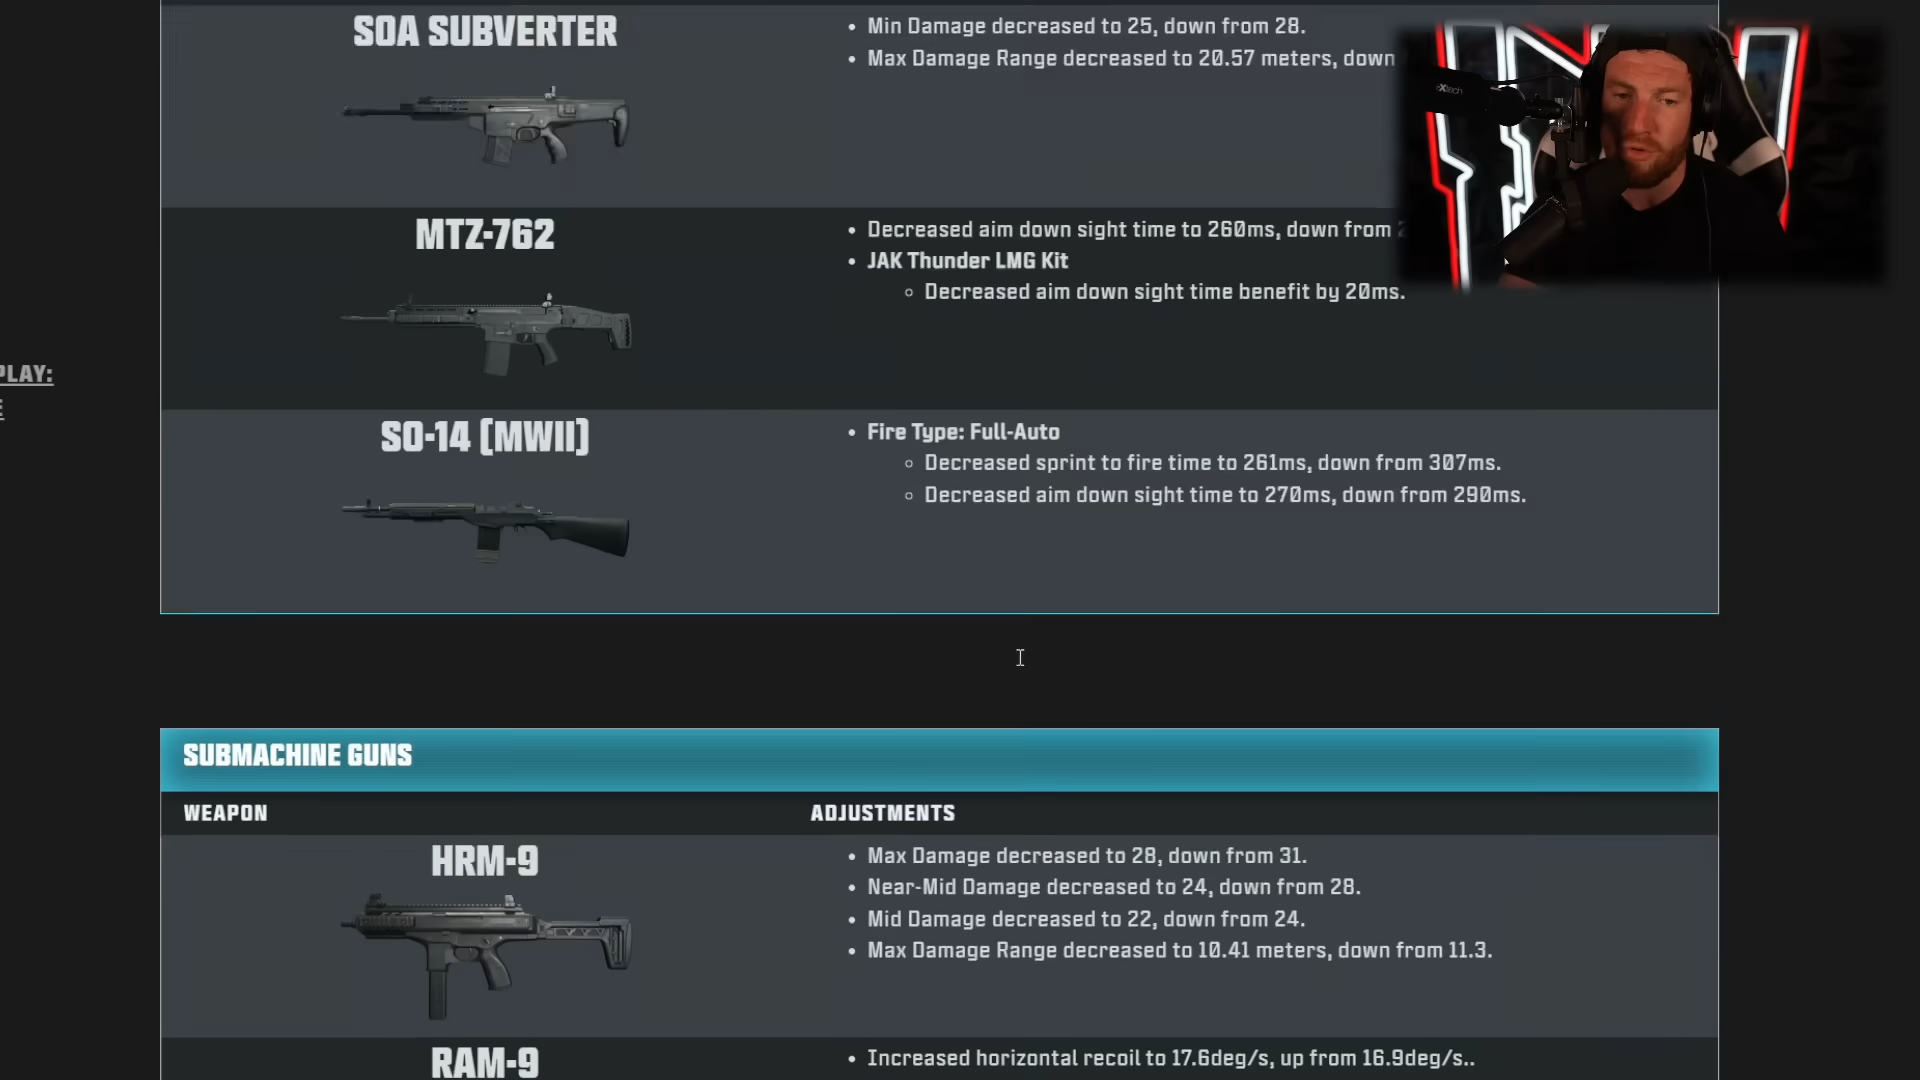 SOA SUBVERTER
Min Damage decreased to 25, down from 28.
Max Damage Range decreased to 20.57 meters, down
MTZ-762
Decreased aim down sight time to 260ms, down from
JAK Thunder LMG Kit
Decreased aim down sight time benefit by 20ms.
PLAY:
SO-14 (MWII)
Fire Type: Full-Auto
Decreased sprint to fire time to 261ms, down from 307ms.
Decreased aim down sight time to 270ms, down from 290ms.
SUBMACHINE GUNS
WEAPON ADJUSTMENTS
HRM-9
Max Damage decreased to 28, down from 31.
Near-Mid Damage decreased to 24, down from 28.
Mid Damage decreased to 22, down from 24.
Max Damage Range decreased to 10.41 meters, down from 11.3.
RAM-9
Increased horizontal recoil to 17.6deg/s, up from 16.9deg/s..